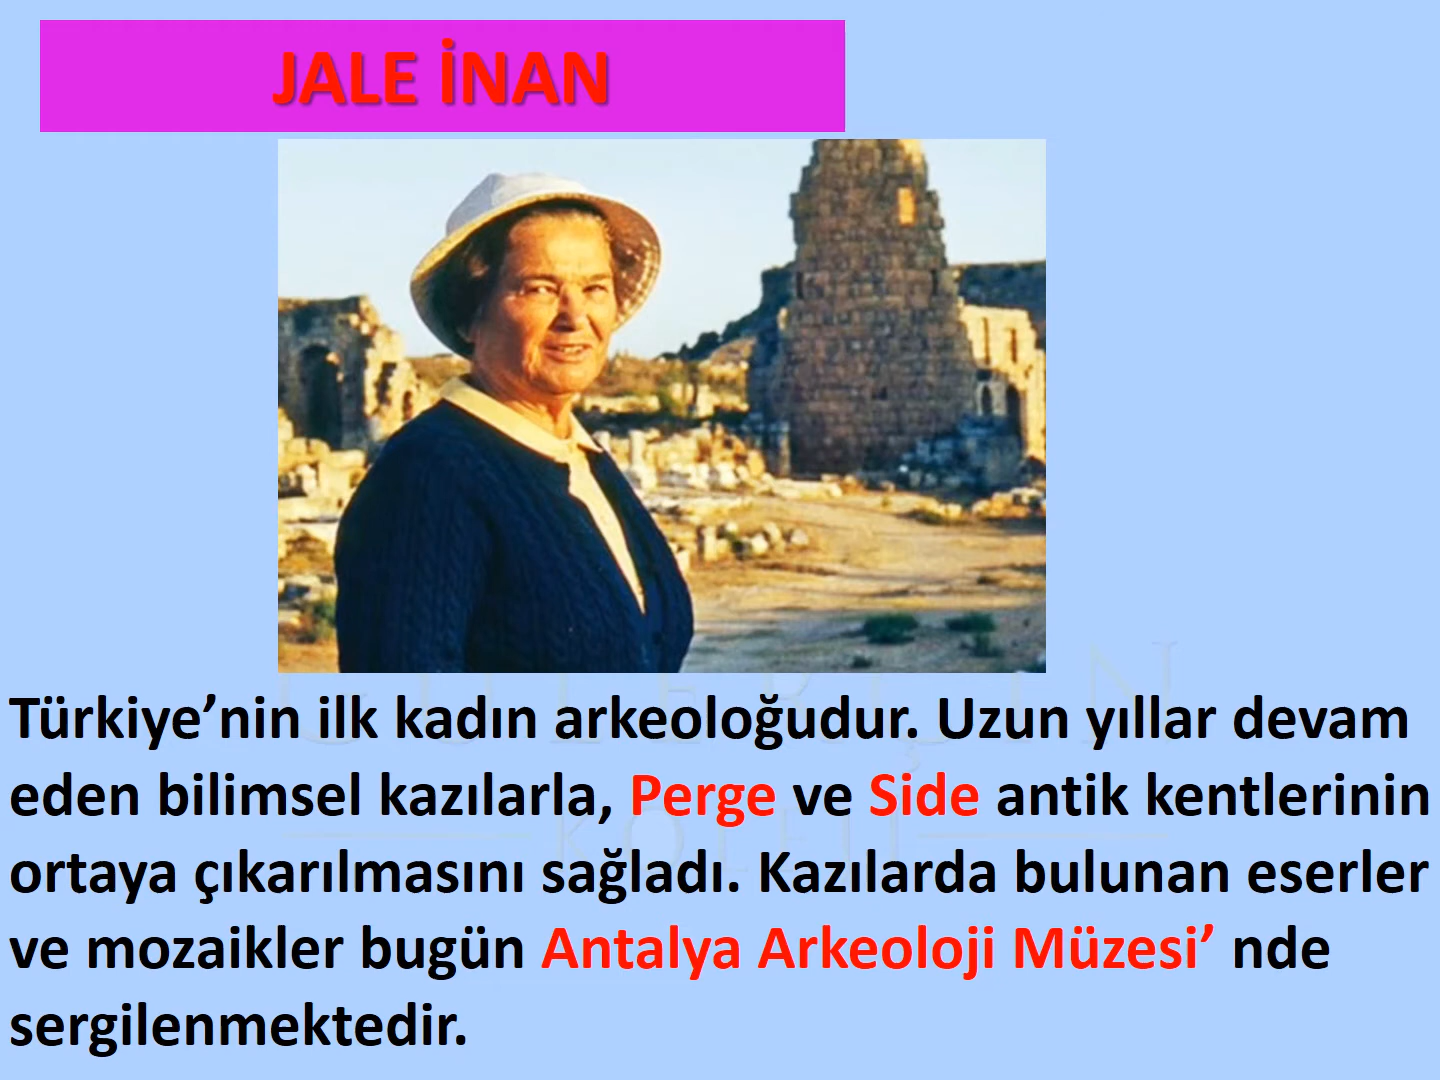 JALE İNAN
Türkiye’nin ilk kadın arkeoloğudur. Uzun yıllar devam
eden bilimsel kazılarla, Perge ve Side antik kentlerinin
ortaya çıkarılmasını sağladı. Kazılarda bulunan eserler
ve mozaikler bugün Antalya Arkeoloji Müzesi’ nde
sergilenmektedir.